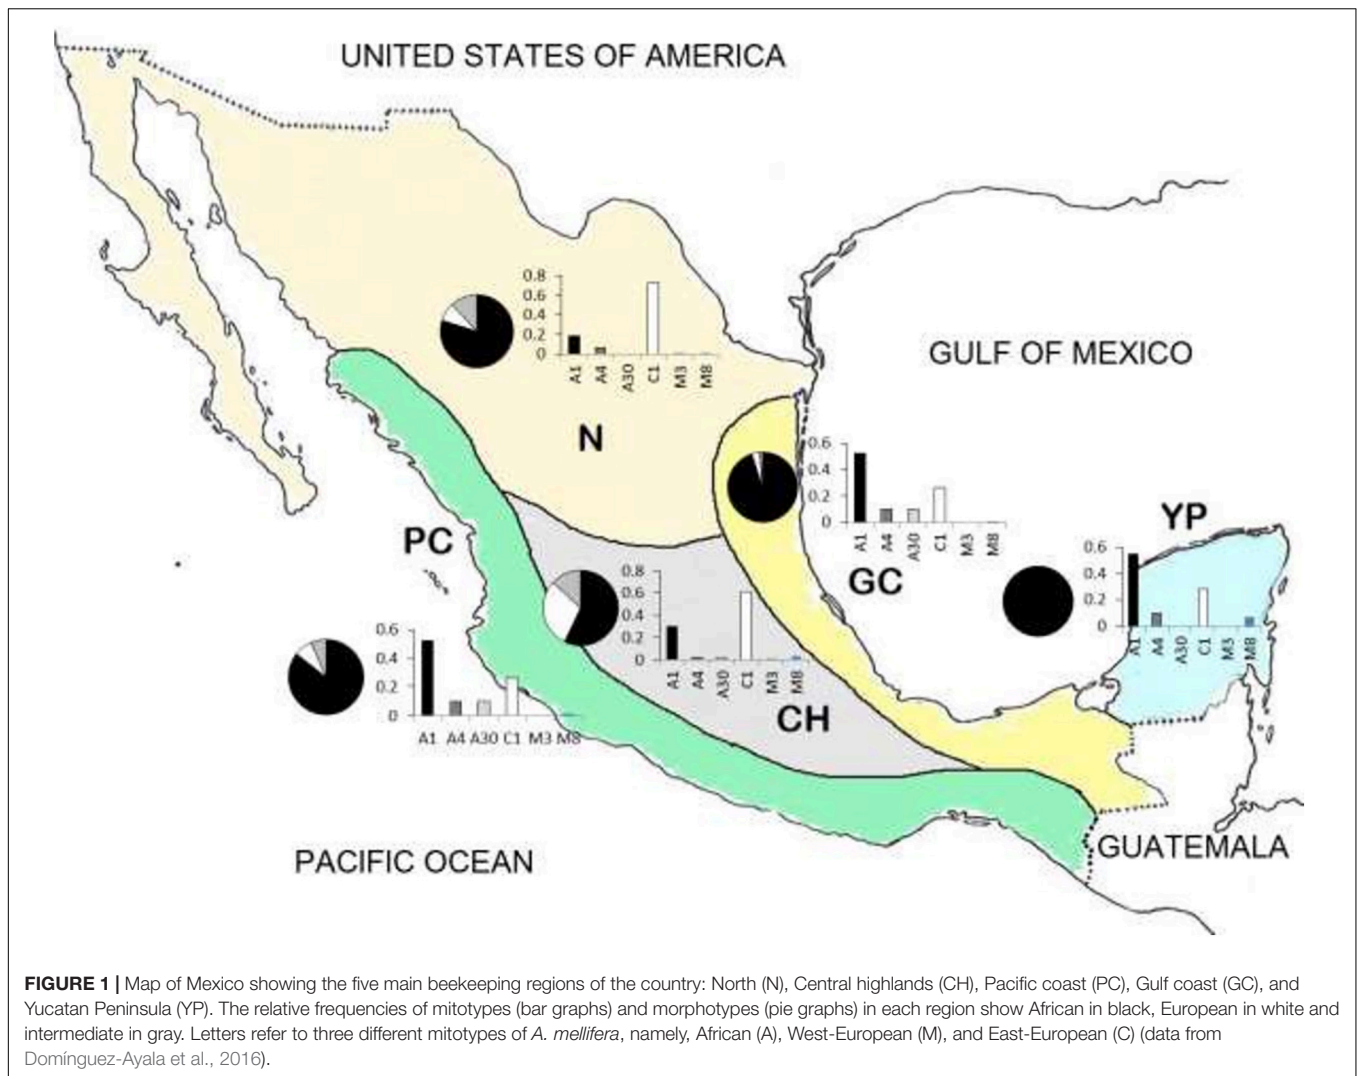 UNITED STATES OF AMERICA
0.8
0.6
0.4
0.2
0
A1 A4 A30 C1 M3 M8
GULF OF MEXICO
N
0.6
0.4
0.2
0
A1 A4 A30 C1 M3 M8
YP
PC
GC
0.6
0.4
0.2
0
A1 A4 A30 C1 M3 M8
0.8
0.6
0.4
0.2
0
A1 A4 A30 C1 M3 M8
0.6
0.4
0.2
0
A1 A4 A30 C1 M3 M8
CH
PACIFIC OCEAN
GUATEMALA
FIGURE 1 | Map of Mexico showing the five main beekeeping regions of the country: North (N), Central highlands (CH), Pacific coast (PC), Gulf coast (GC), and
Yucatan Peninsula (YP). The relative frequencies of mitotypes (bar graphs) and morphotypes (pie graphs) in each region show African in black, European in white and
intermediate in gray. Letters refer to three different mitotypes of A. mellifera, namely, African (A), West-European (M), and East-European (C) (data from
Domínguez-Ayala et al., 2016).